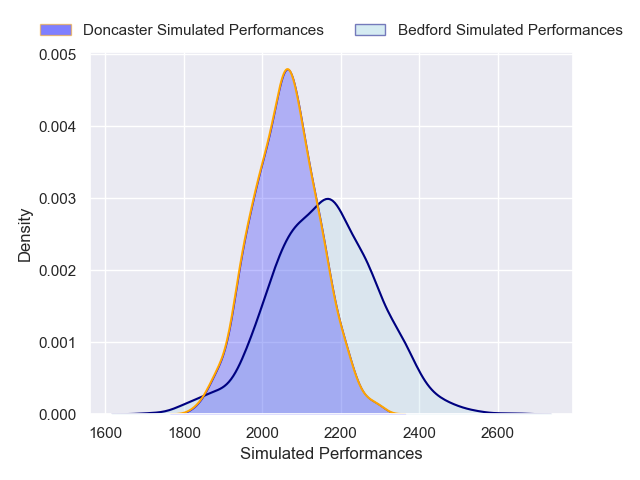 Doncaster Simulated Performances Bedford Simulated Performances
0.005
0.004
0.003
0.002
0.001
0.000
Density
1600 1800 2000 2200 2400 2600
Simulated Performances